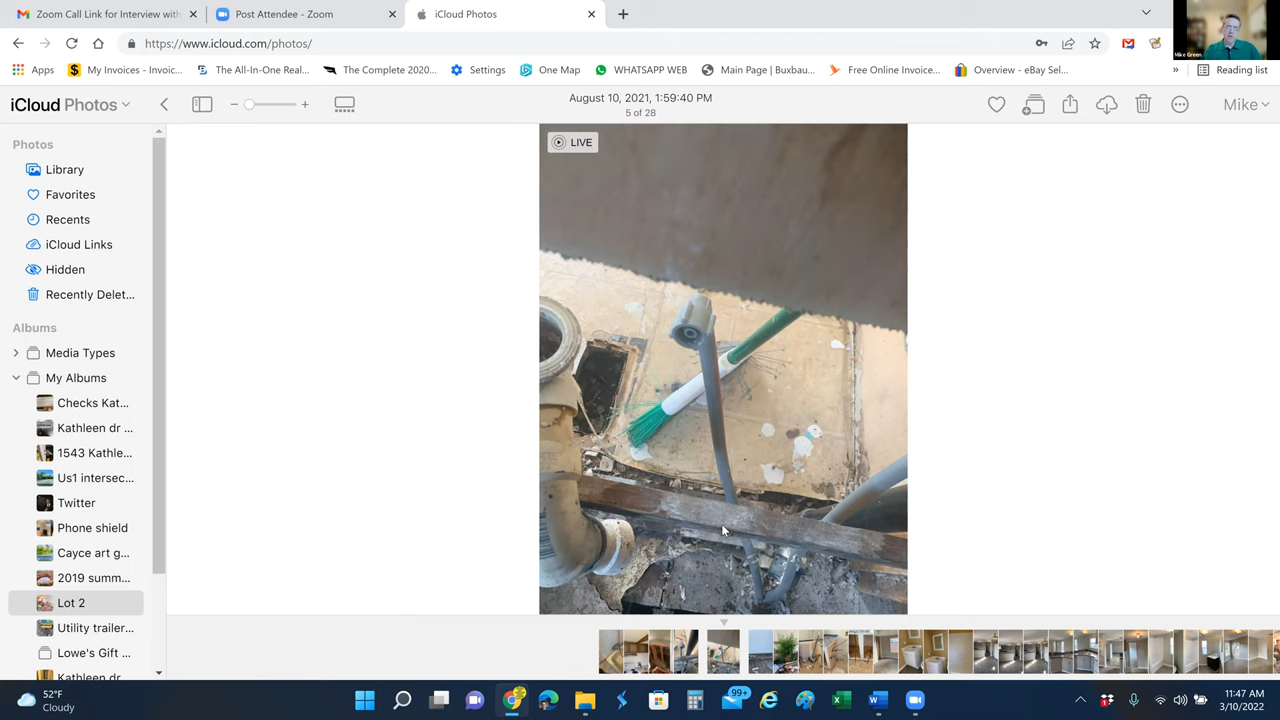 Zoom Call Link for Interview with
Post Attendee - Zoom
iCloud Photos
https://www.icloud.com/photos/
Apps
My Invoices - Invoic...
The All-In-One Real...
The Complete 2020...
Settings
One Map
WHATSAPP WEB
Main Page | Buxbau...
Free Online Invoice...
Overview - eBay Sel...
»
Reading list
Mike Green
iCloud Photos
August 10, 2021, 1:59:40 PM
5 of 28
Mike
LIVE
Photos
Library
Favorites
Recents
iCloud Links
Hidden
Recently Delet...
Albums
Media Types
My Albums
Checks Kat...
Kathleen dr ...
1543 Kathle...
Us1 intersec...
Twitter
Phone shield
Cayce art g...
2019 summ...
Lot 2
Utility trailer...
Lowe's Gift ...
Kathleen dr
52°F
Cloudy
99+
11:47 AM
3/10/2022